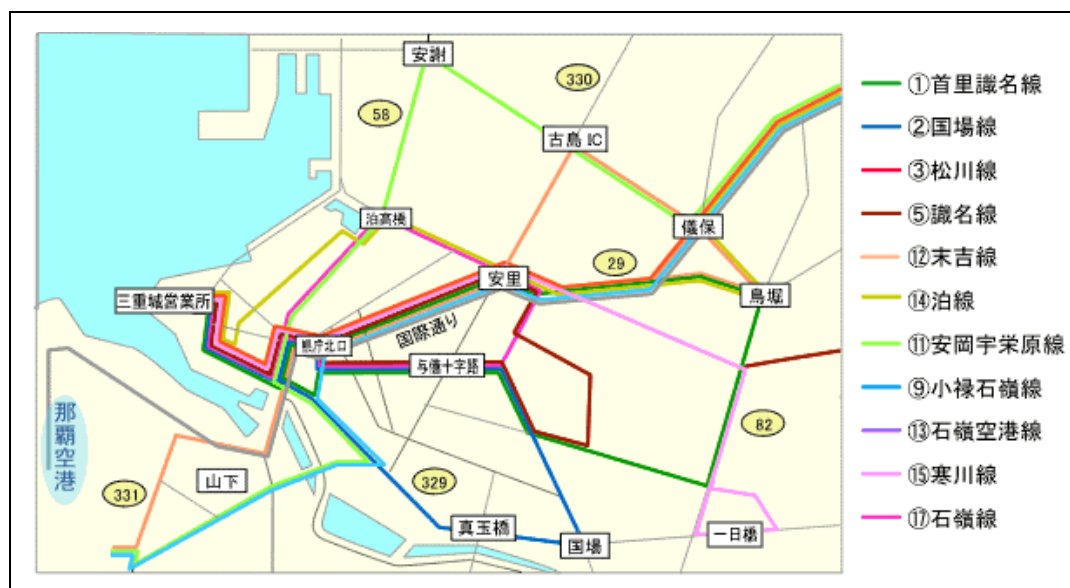 安謝
330
58
古島IC
泊高橋
儀保
29
安里
鳥堀
三重城営業所
県庁北口
国際通り
与儀十字路
那覇空港
82
山下
329
331
真玉橋
国場
一日橋
①首里識名線
②国場線
③松川線
⑤識名線
⑫末吉線
⑭泊線
⑪安岡宇栄原線
⑨小禄石嶺線
⑬石嶺空港線
⑮寒川線
⑰石嶺線